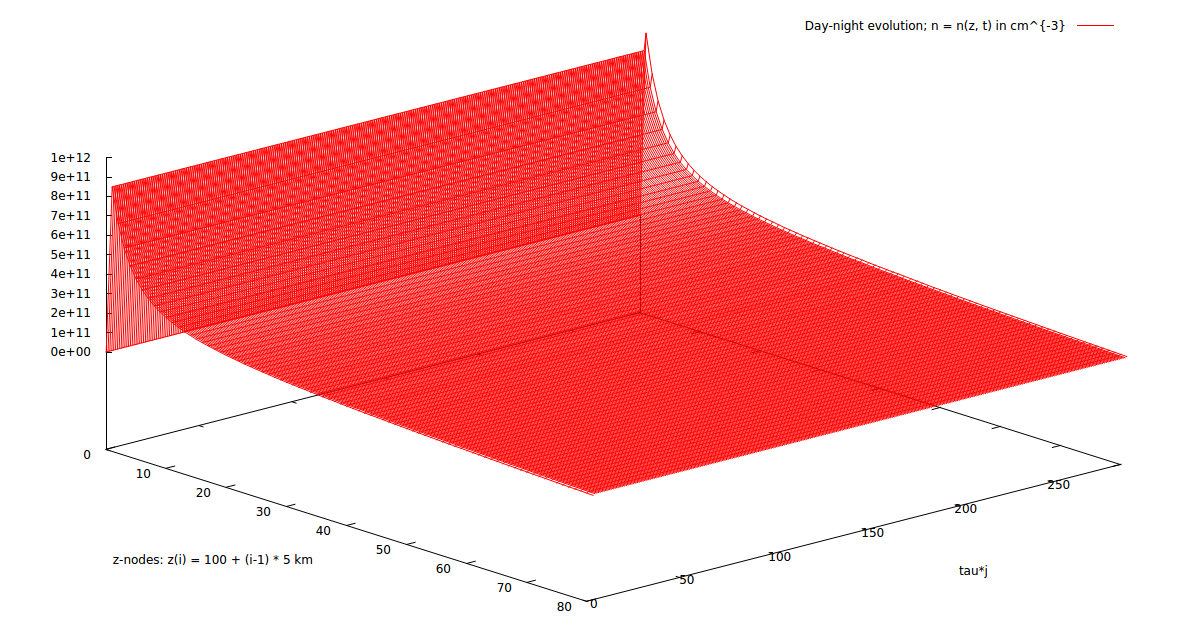 Day-night evolution; n = n(z, t) in cm^{-3}
1e+12
9e+11
8e+11
7e+11
6e+11
5e+11
4e+11
3e+11
2e+11
1e+11
0e+00
0
10
20
30
40
50
60
70
80
0
50
100
150
200
250
z-nodes: z(i) = 100 + (i-1) * 5 km
tau*j